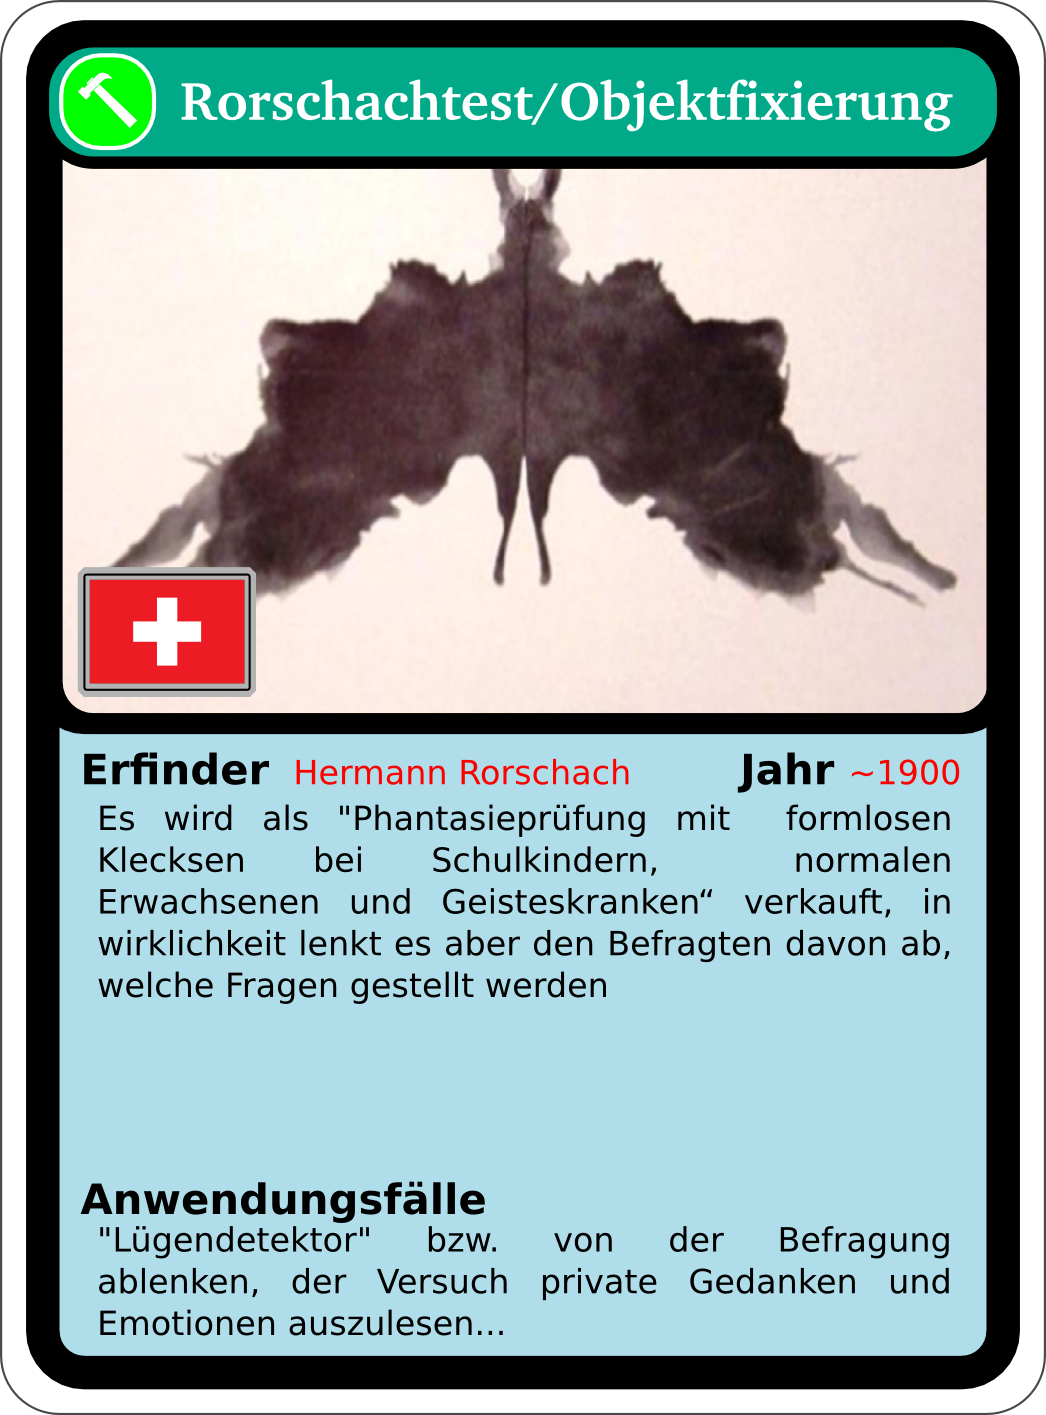 Rorschachtest/Objektfixierung
Erfinder Hermann Rorschach Jahr ~1900
Es wird als "Phantasieprüfung mit formlosen
Klecksen bei Schulkindern, normalen
Erwachsenen und Geisteskranken“ verkauft, in
wirklichkeit lenkt es aber den Befragten davon ab,
welche Fragen gestellt werden
Anwendungsfälle
"Lügendetektor" bzw. von der Befragung
ablenken, der Versuch private Gedanken und
Emotionen auszulesen...